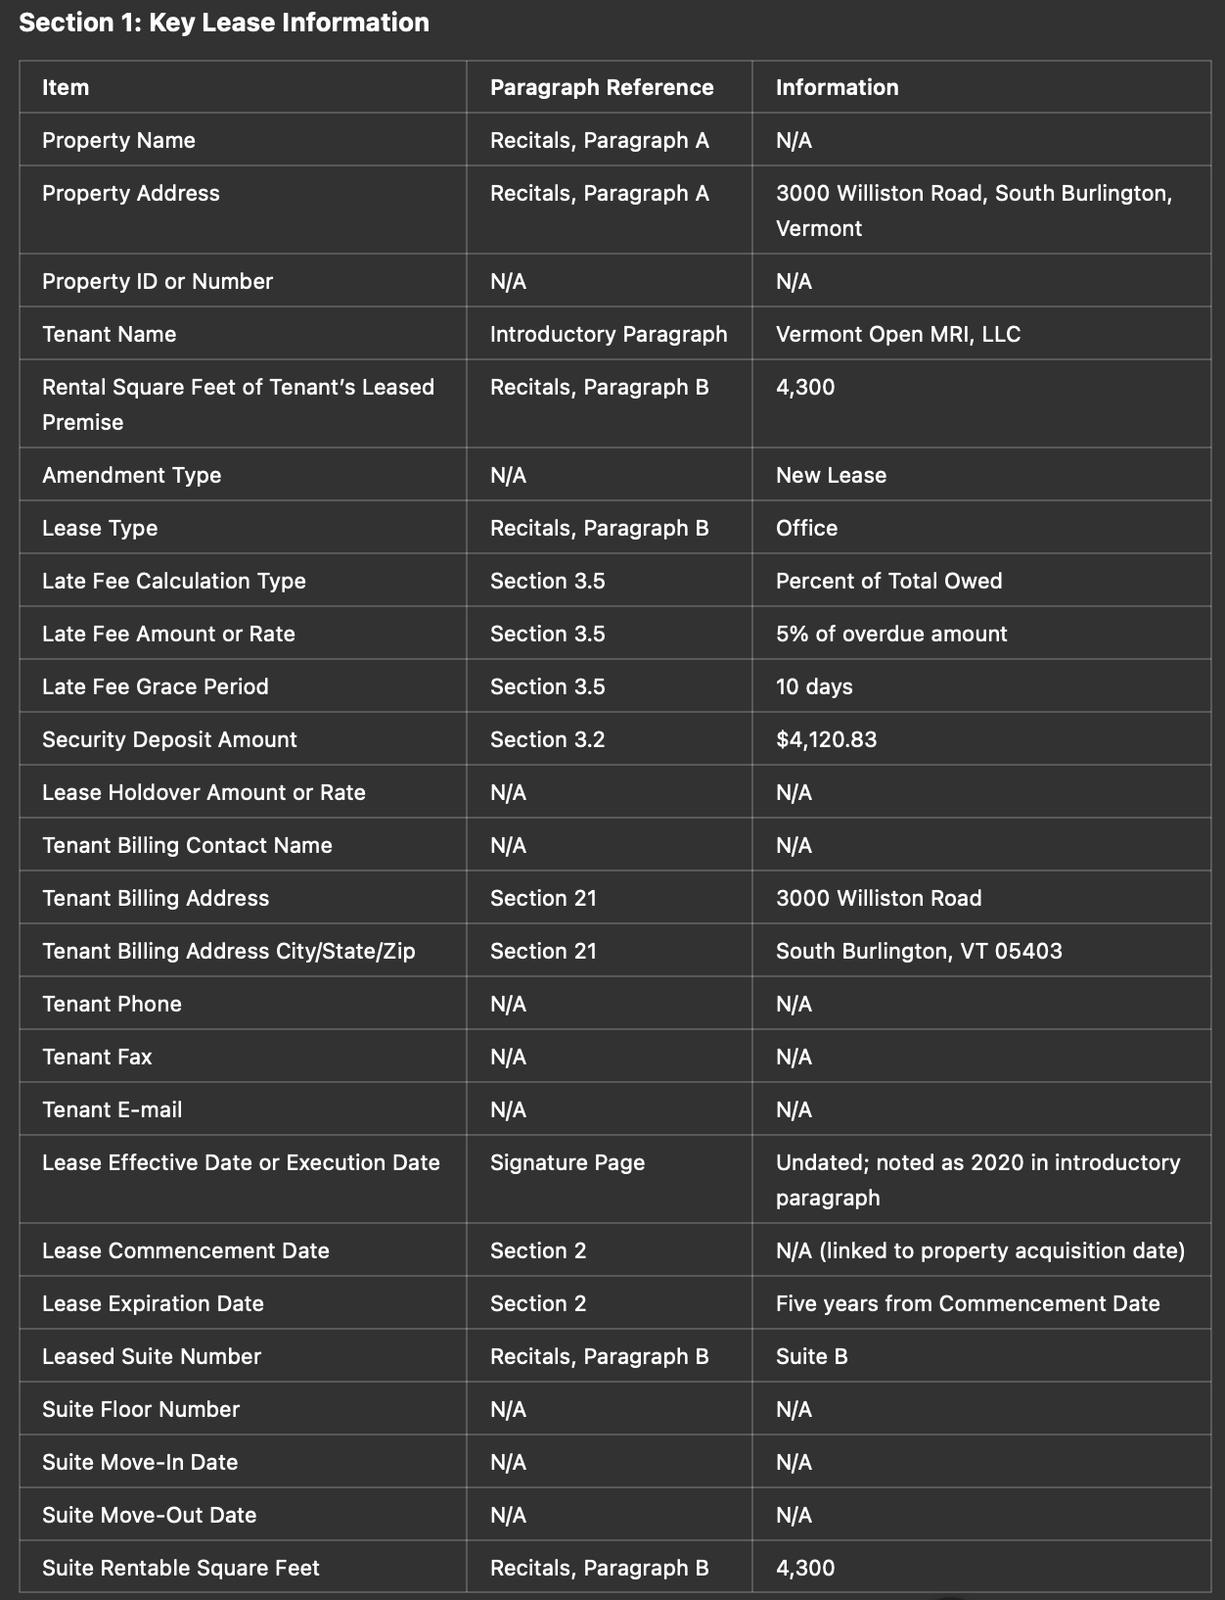 Section 1: Key Lease Information
Item Paragraph Reference Information
Property Name Recitals, Paragraph A N/A
Property Address Recitals, Paragraph A 3000 Williston Road, South Burlington,
Vermont
Property ID or Number N/A N/A
Tenant Name Introductory Paragraph Vermont Open MRI, LLC
Rental Square Feet of Tenant’s Leased Recitals, Paragraph B 4,300
Premise
Amendment Type N/A New Lease
Lease Type Recitals, Paragraph B Office
Late Fee Calculation Type Section 3.5 Percent of Total Owed
Late Fee Amount or Rate Section 3.5 5% of overdue amount
Late Fee Grace Period Section 3.5 10 days
Security Deposit Amount Section 3.2 $4,120.83
Lease Holdover Amount or Rate N/A N/A
Tenant Billing Contact Name N/A N/A
Tenant Billing Address Section 21 3000 Williston Road
Tenant Billing Address City/State/Zip Section 21 South Burlington, VT 05403
Tenant Phone N/A N/A
Tenant Fax N/A N/A
Tenant E-mail N/A N/A
Lease Effective Date or Execution Date Signature Page Undated; noted as 2020 in introductory
paragraph
Lease Commencement Date Section 2 N/A (linked to property acquisition date)
Lease Expiration Date Section 2 Five years from Commencement Date
Leased Suite Number Recitals, Paragraph B Suite B
Suite Floor Number N/A N/A
Suite Move-In Date N/A N/A
Suite Move-Out Date N/A N/A
Suite Rentable Square Feet Recitals, Paragraph B 4,300